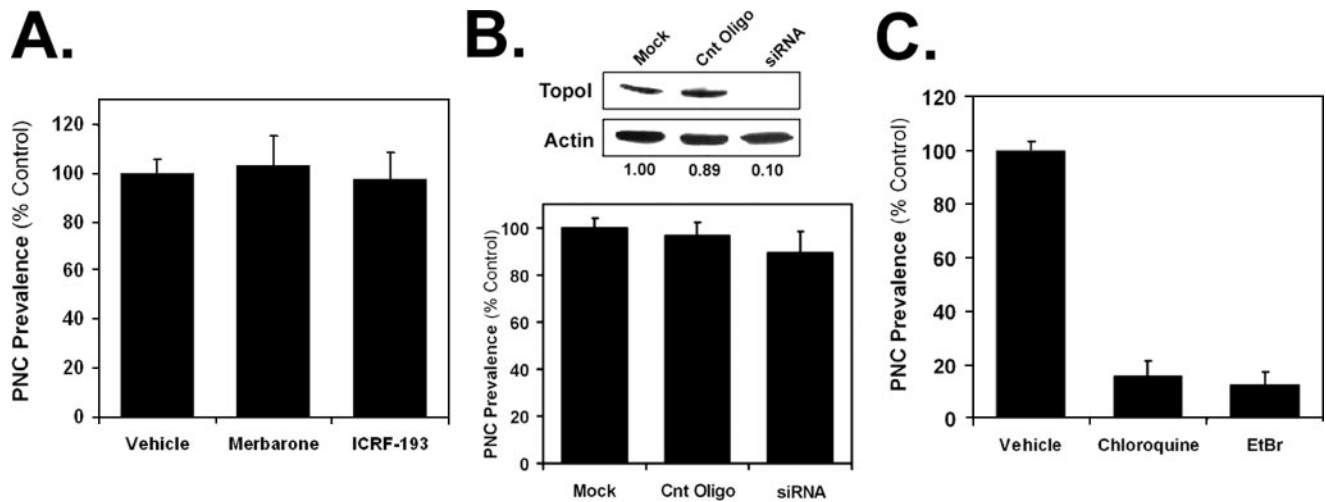 A.
PNC Prevalence (% Control)
120
100
80
60
40
20
0
Vehicle Merbarone ICRF-193
B.
Mock Cnt Oligo siRNA
TopoI
Actin
1.00 0.89 0.10
PNC Prevalence (% Control)
100
80
60
40
20
0
Mock Cnt Oligo siRNA
C.
PNC Prevalence (% Control)
120
100
80
60
40
20
0
Vehicle Chloroquine EtBr